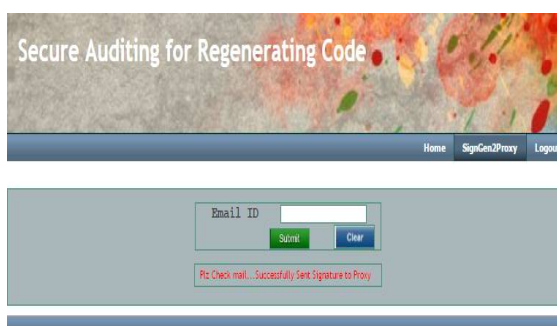 Secure Auditing for Regenerating Code
Home SignGen2Proxy Logou
Email ID
Submit Clear
Plz Check mail...Successfully Sent Signature to Proxy